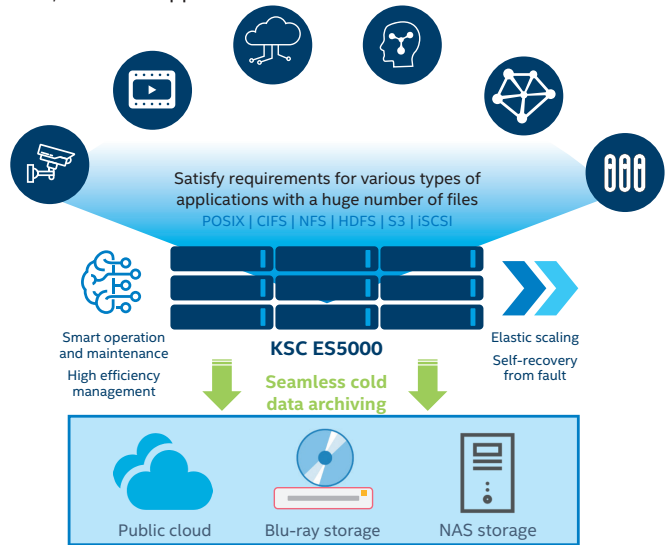 Satisfy requirements for various types of
applications with a huge number of files
POSIX | CIFS | NFS | HDFS | S3 | iSCSI
Smart operation
and maintenance
High efficiency
management
KSC ES5000
Elastic scaling
Self-recovery
from fault
Seamless cold
data archiving
Public cloud
Blu-ray storage
NAS storage